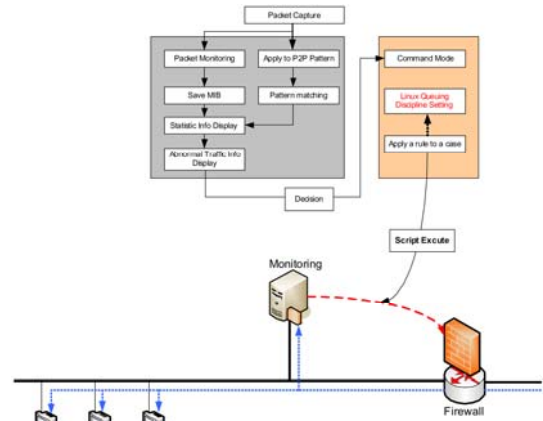 Packet Capture
Packet Monitoring
Apply to P2P Pattern
Command Mode
Save MIB
Pattern matching
Linux Queuing
Discipline Setting
Statistic Info Display
Abnormal Traffic Info
Display
Apply a rule to a case
Decision
Script Excute
Monitoring
Firewall